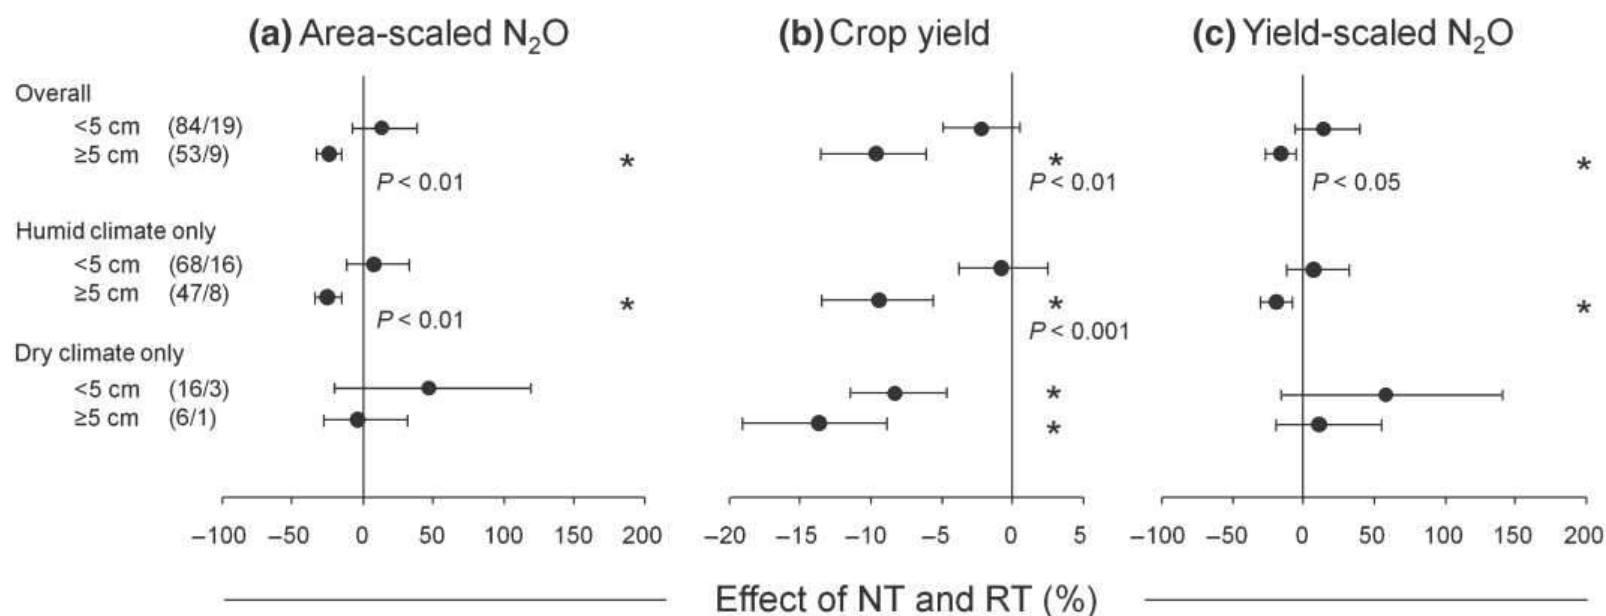 (a) Area-scaled N₂O (b) Crop yield (c) Yield-scaled N₂O
Overall
<5 cm (84/19)
≥5 cm (53/9) * * *
P < 0.01 P < 0.01 P < 0.05
Humid climate only
<5 cm (68/16)
≥5 cm (47/8) * * *
P < 0.01 P < 0.001
Dry climate only
<5 cm (16/3) *
≥5 cm (6/1) *
–100 –50 0 50 100 150 200 –20 –15 –10 –5 0 5 –100 –50 0 50 100 150 200
Effect of NT and RT (%)